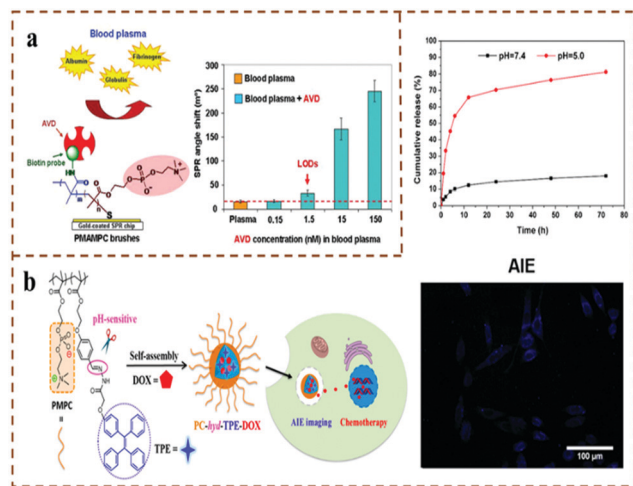 a
Blood plasma
Albumin
Fibrinogen
Globulin
AVD
Biotin probe
HN
O
O
O
O
P
O
O⁻
N
+
m
n
S
Gold-coated SPR chip
PMAMPC brushes
SPR angle shift (m°)
300
250
200
150
100
50
0
Blood plasma
Blood plasma + AVD
LODs
Plasma
0.15
1.5
15
150
AVD concentration (nM) in blood plasma
Cumulative release (%)
100
90
80
70
60
50
40
30
20
10
0
pH=7.4
pH=5.0
0
10
20
30
40
50
60
70
80
Time (h)
b
pH-sensitive
PMPC
=
TPE =
Self-assembly
DOX =
PC-hyd-TPE-DOX
AIE imaging
Chemotherapy
AIE
100 μm